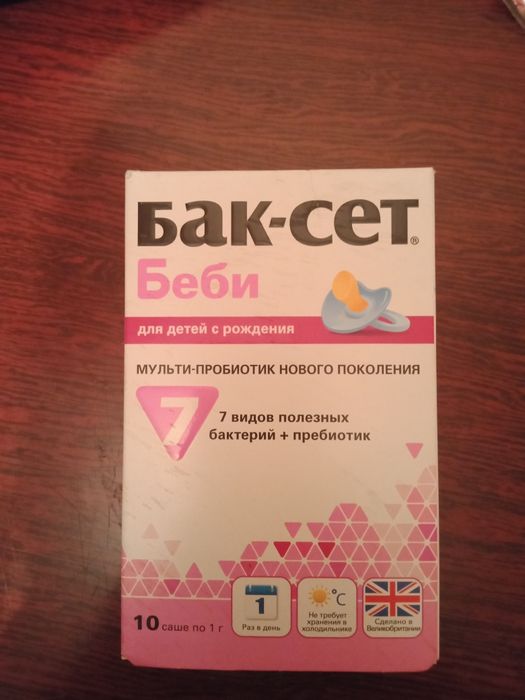 Бак-сет®
Беби
для детей с рождения
МУЛЬТИ-ПРОБИОТИК НОВОГО ПОКОЛЕНИЯ
7
7 видов полезных
бактерий + пребиотик
10 саше по 1 г
1
Раз в день
°C
Не требует
хранения в
холодильнике
Сделано в
Великобритании